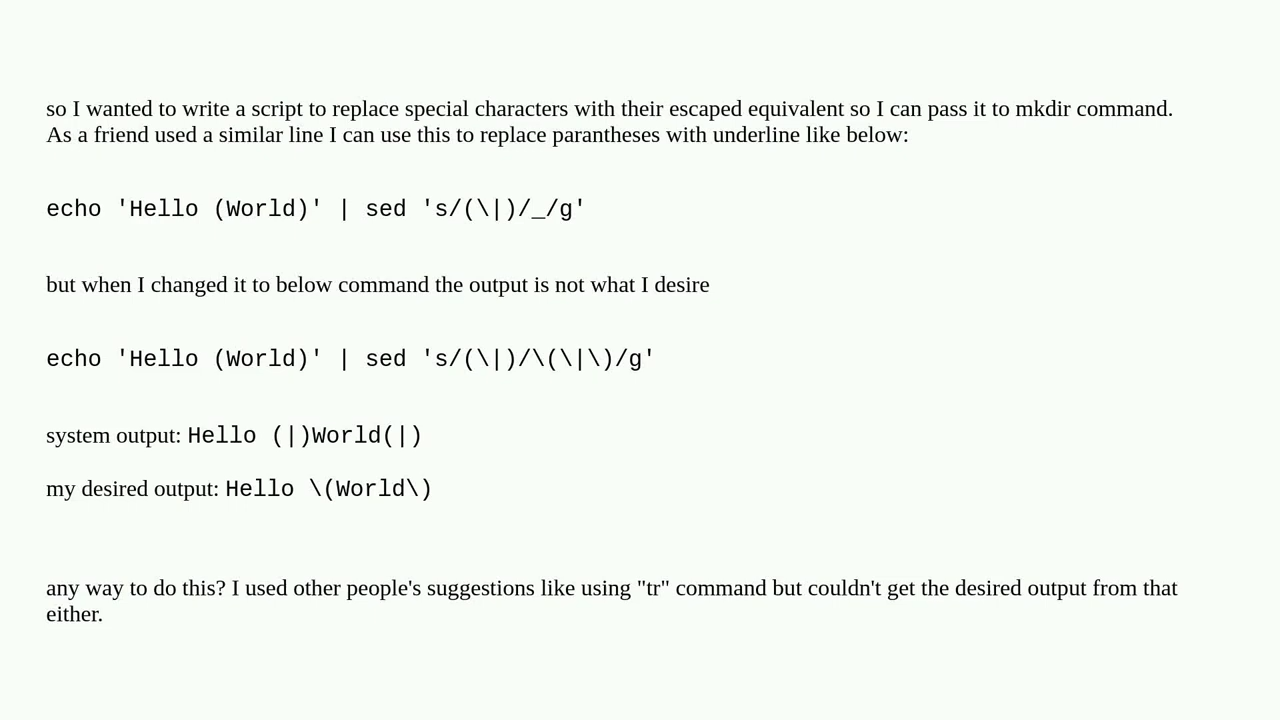 so I wanted to write a script to replace special characters with their escaped equivalent so I can pass it to mkdir command.
As a friend used a similar line I can use this to replace parantheses with underline like below:
echo 'Hello (World)' | sed 's/(\|)/_/g'
but when I changed it to below command the output is not what I desire
echo 'Hello (World)' | sed 's/(\|)/\(\|\)/g'
system output: Hello (|)World(|)
my desired output: Hello \(World\)
any way to do this? I used other people's suggestions like using "tr" command but couldn't get the desired output from that
either.